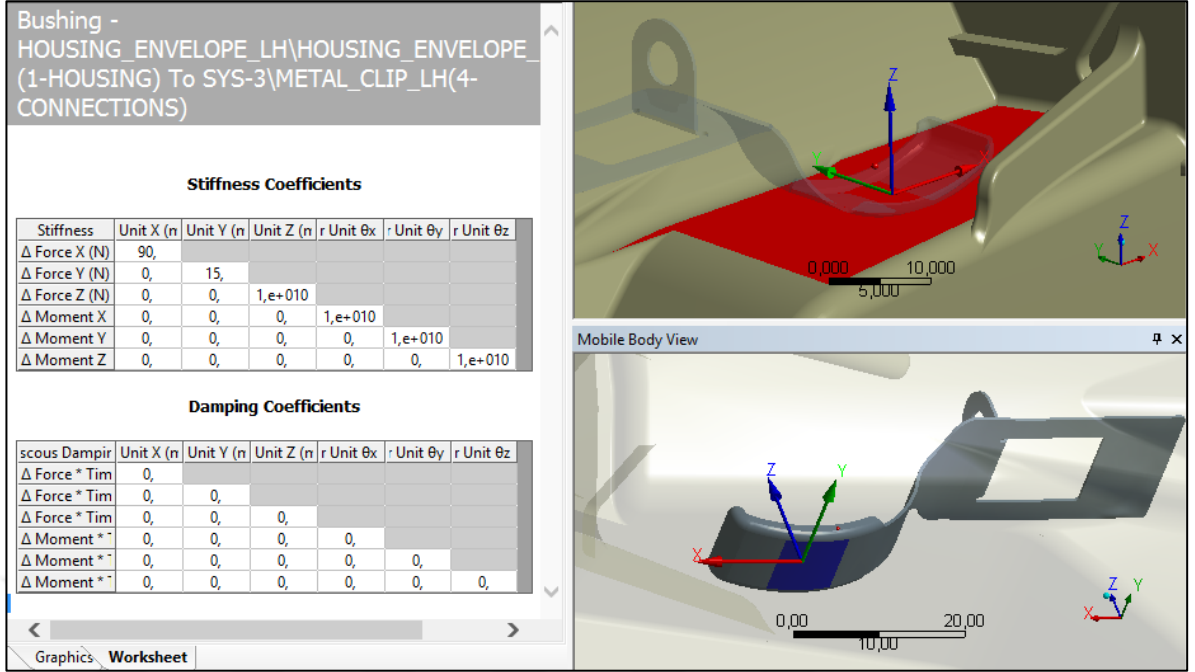 Bushing -
HOUSING_ENVELOPE_LH\HOUSING_ENVELOPE_
(1-HOUSING) To SYS-3\METAL_CLIP_LH(4-
CONNECTIONS)
Stiffness Coefficients
Stiffness Unit X (n Unit Y (n Unit Z (n r Unit θx r Unit θy r Unit θz
Δ Force X (N) 90,
Δ Force Y (N) 0, 15,
Δ Force Z (N) 0, 0, 1,e+010
Δ Moment X 0, 0, 0, 1,e+010
Δ Moment Y 0, 0, 0, 0, 1,e+010
Δ Moment Z 0, 0, 0, 0, 0, 1,e+010
Damping Coefficients
scous Dampir Unit X (n Unit Y (n Unit Z (n r Unit θx r Unit θy r Unit θz
Δ Force * Tim 0,
Δ Force * Tim 0, 0,
Δ Force * Tim 0, 0, 0,
Δ Moment * T 0, 0, 0, 0,
Δ Moment * T 0, 0, 0, 0, 0,
Δ Moment * T 0, 0, 0, 0, 0, 0,
Graphics Worksheet
Z
Y
X
0,000 10,000
5,000
Z
Y
X
Mobile Body View
Z
Y
X
0,00 20,00
10,00
Z
Y
X